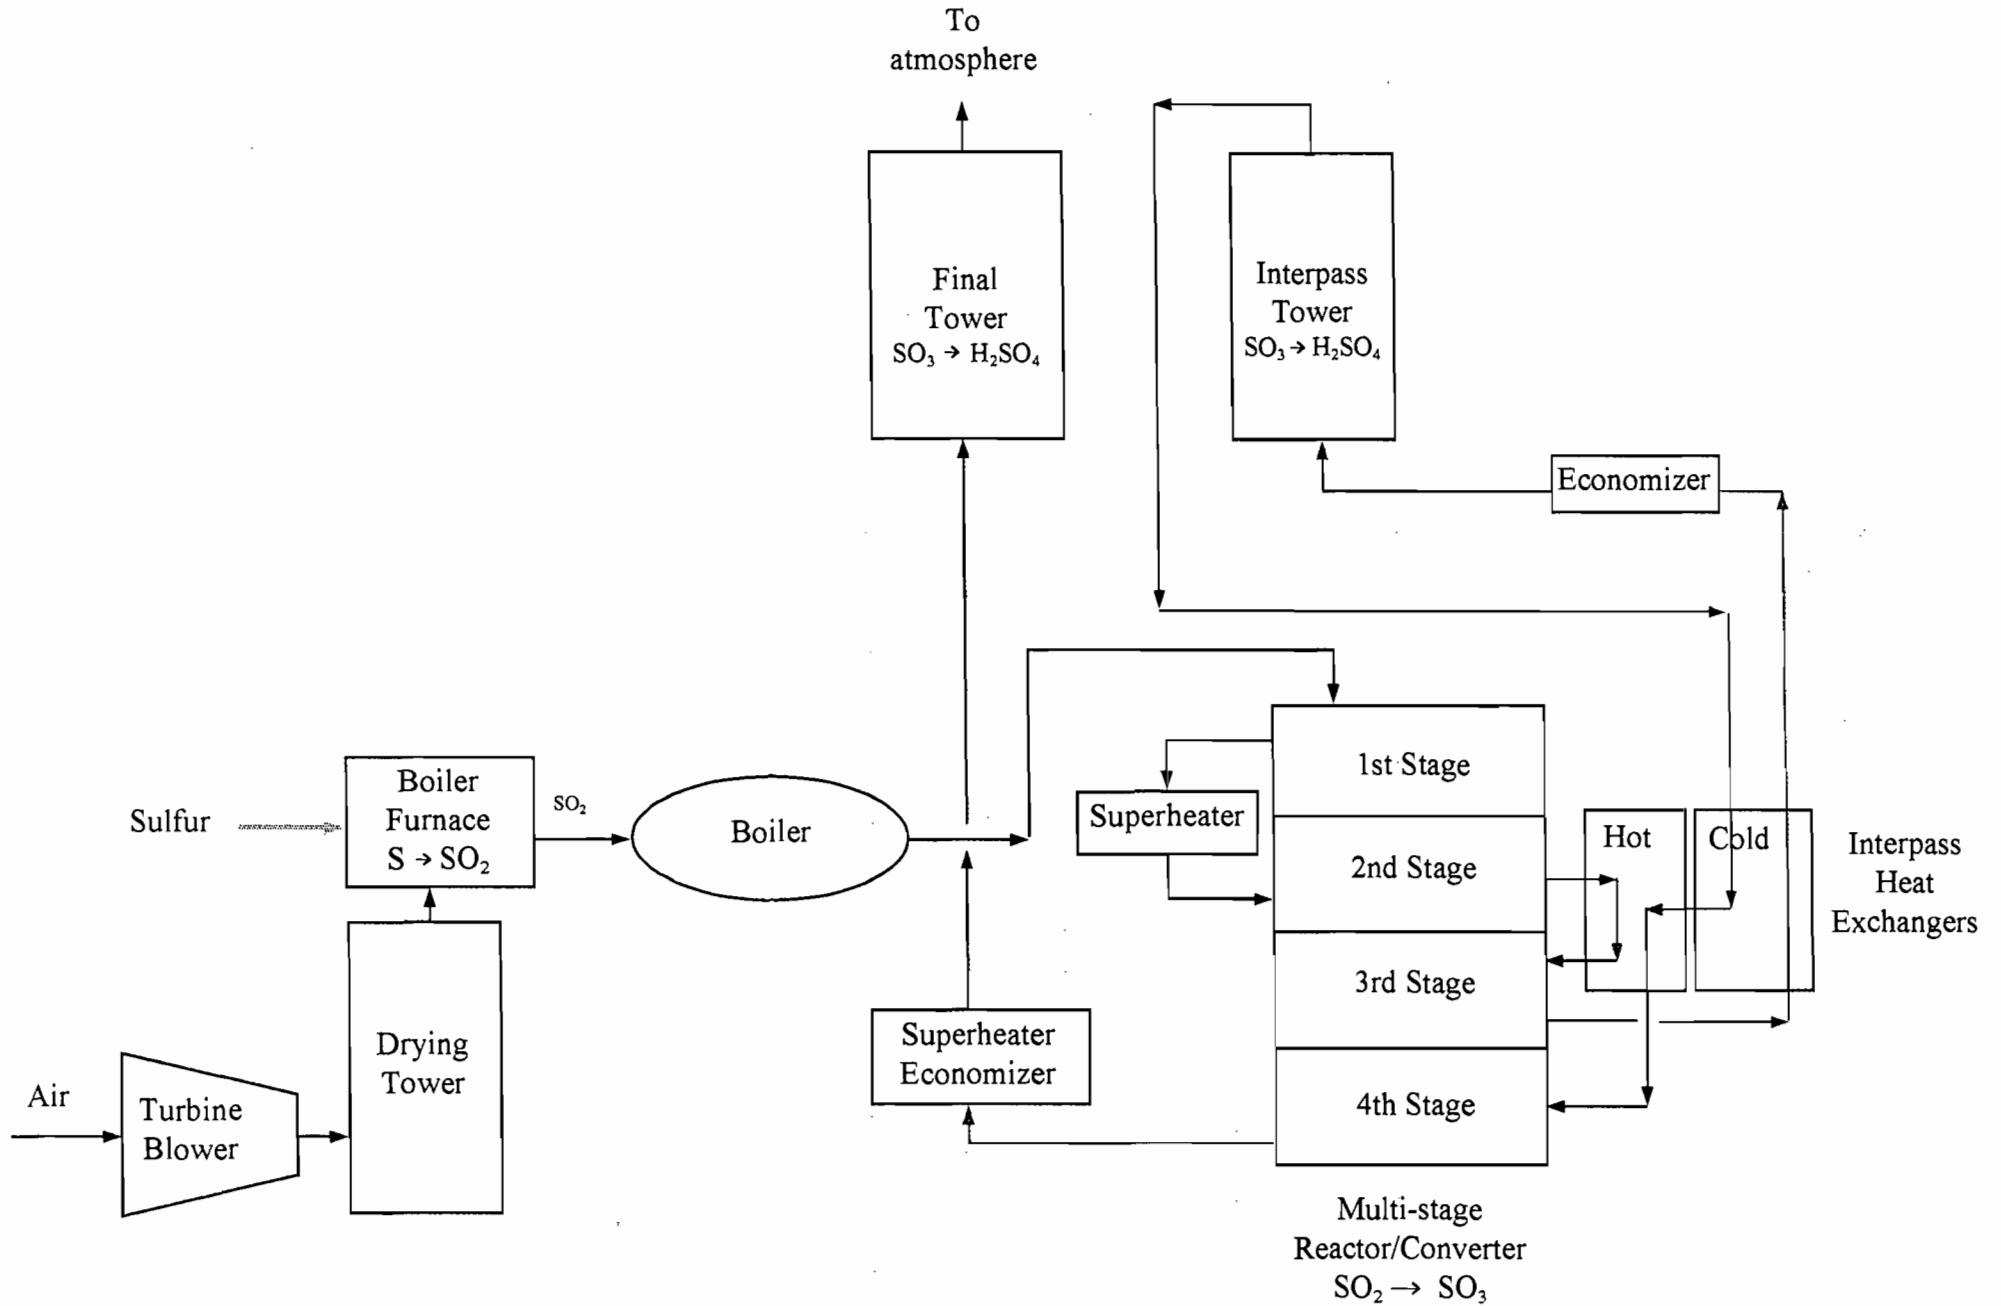 To
atmosphere
Final
Tower
SO₃ → H₂SO₄
Interpass
Tower
SO₃ → H₂SO₄
Economizer
Sulfur
Boiler
Furnace
S → SO₂
SO₂
Boiler
Superheater
1st Stage
2nd Stage
3rd Stage
4th Stage
Hot
Cold
Interpass
Heat
Exchangers
Superheater
Economizer
Air
Turbine
Blower
Drying
Tower
Multi-stage
Reactor/Converter
SO₂ → SO₃